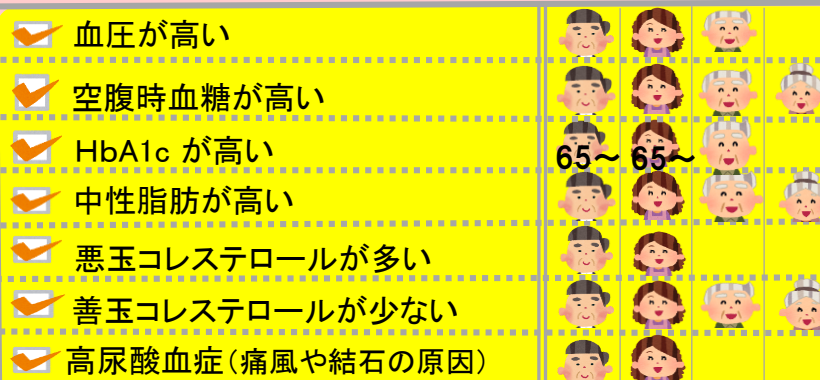 血圧が高い
空腹時血糖が高い
HbA1c が高い
65～ 65～
中性脂肪が高い
悪玉コレステロールが多い
善玉コレステロールが少ない
高尿酸血症（痛風や結石の原因）